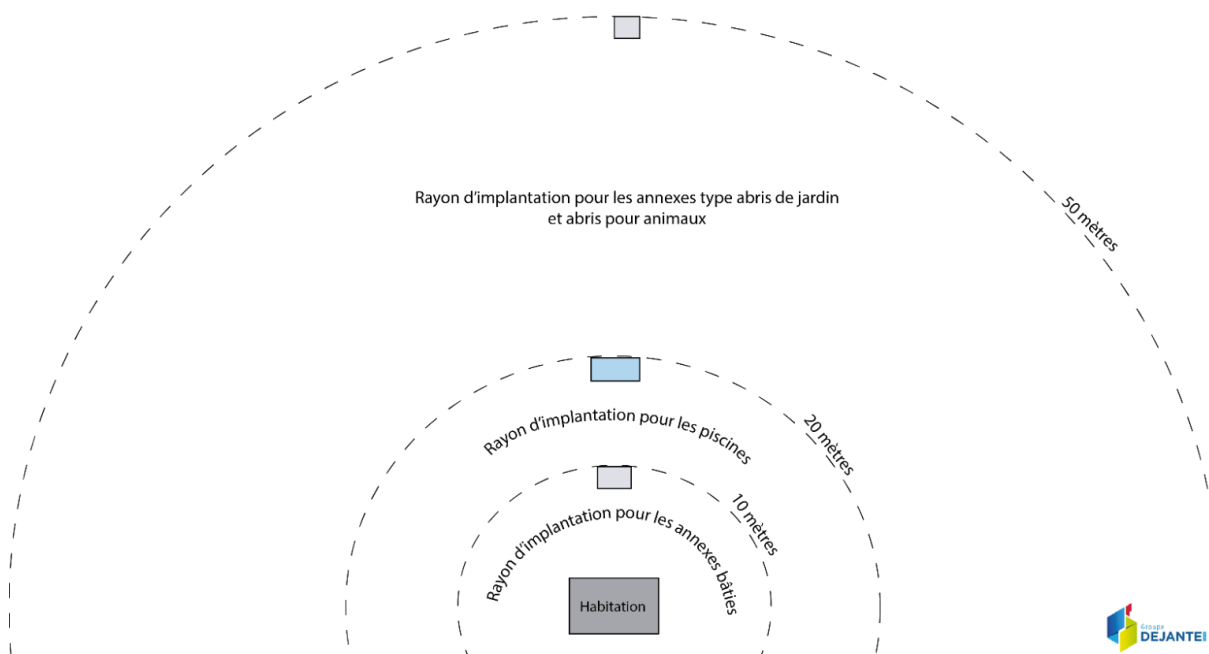 Rayon d'implantation pour les annexes type abris de jardin
et abris pour animaux
50 mètres
Rayon d'implantation pour les piscines
20 mètres
Rayon d'implantation pour les annexes bâties
10 mètres
Habitation
Groupe
DEJANTE